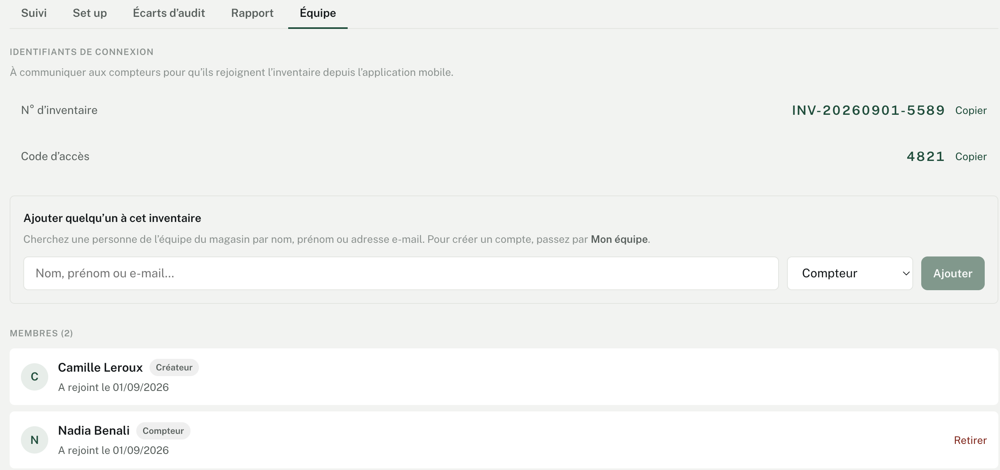 Suivi Set up Écarts d’audit Rapport Équipe
IDENTIFIANTS DE CONNEXION
À communiquer aux compteurs pour qu’ils rejoignent l’inventaire depuis l’application mobile.
N° d’inventaire INV-20260901-5589 Copier
Code d’accès 4821 Copier
Ajouter quelqu’un à cet inventaire
Cherchez une personne de l’équipe du magasin par nom, prénom ou adresse e-mail. Pour créer un compte, passez par Mon équipe.
Nom, prénom ou e-mail... Compteur Ajouter
MEMBRES (2)
C Camille Leroux Créateur
A rejoint le 01/09/2026
N Nadia Benali Compteur
A rejoint le 01/09/2026 Retirer